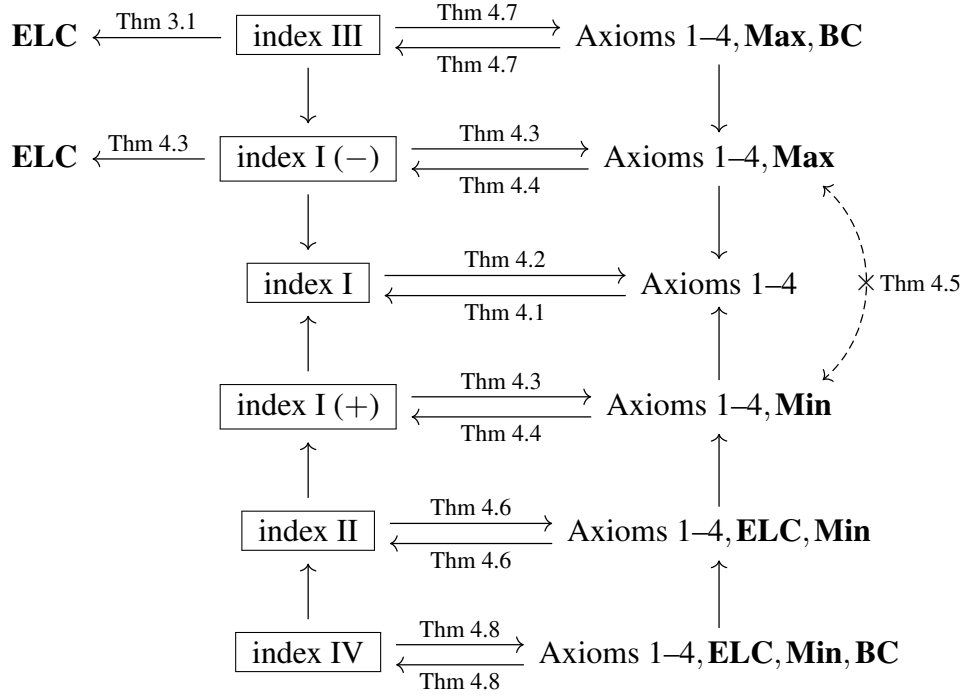 Thm 4.7
ELC Thm 3.1 index III Axioms 1–4, Max, BC
Thm 4.7
Thm 4.3
ELC Thm 4.3 index I (−) Axioms 1–4, Max
Thm 4.4
Thm 4.2
index I Axioms 1–4 Thm 4.5
Thm 4.1
Thm 4.3
index I (+) Axioms 1–4, Min
Thm 4.4
Thm 4.6
index II Axioms 1–4, ELC, Min
Thm 4.6
Thm 4.8
index IV Axioms 1–4, ELC, Min, BC
Thm 4.8